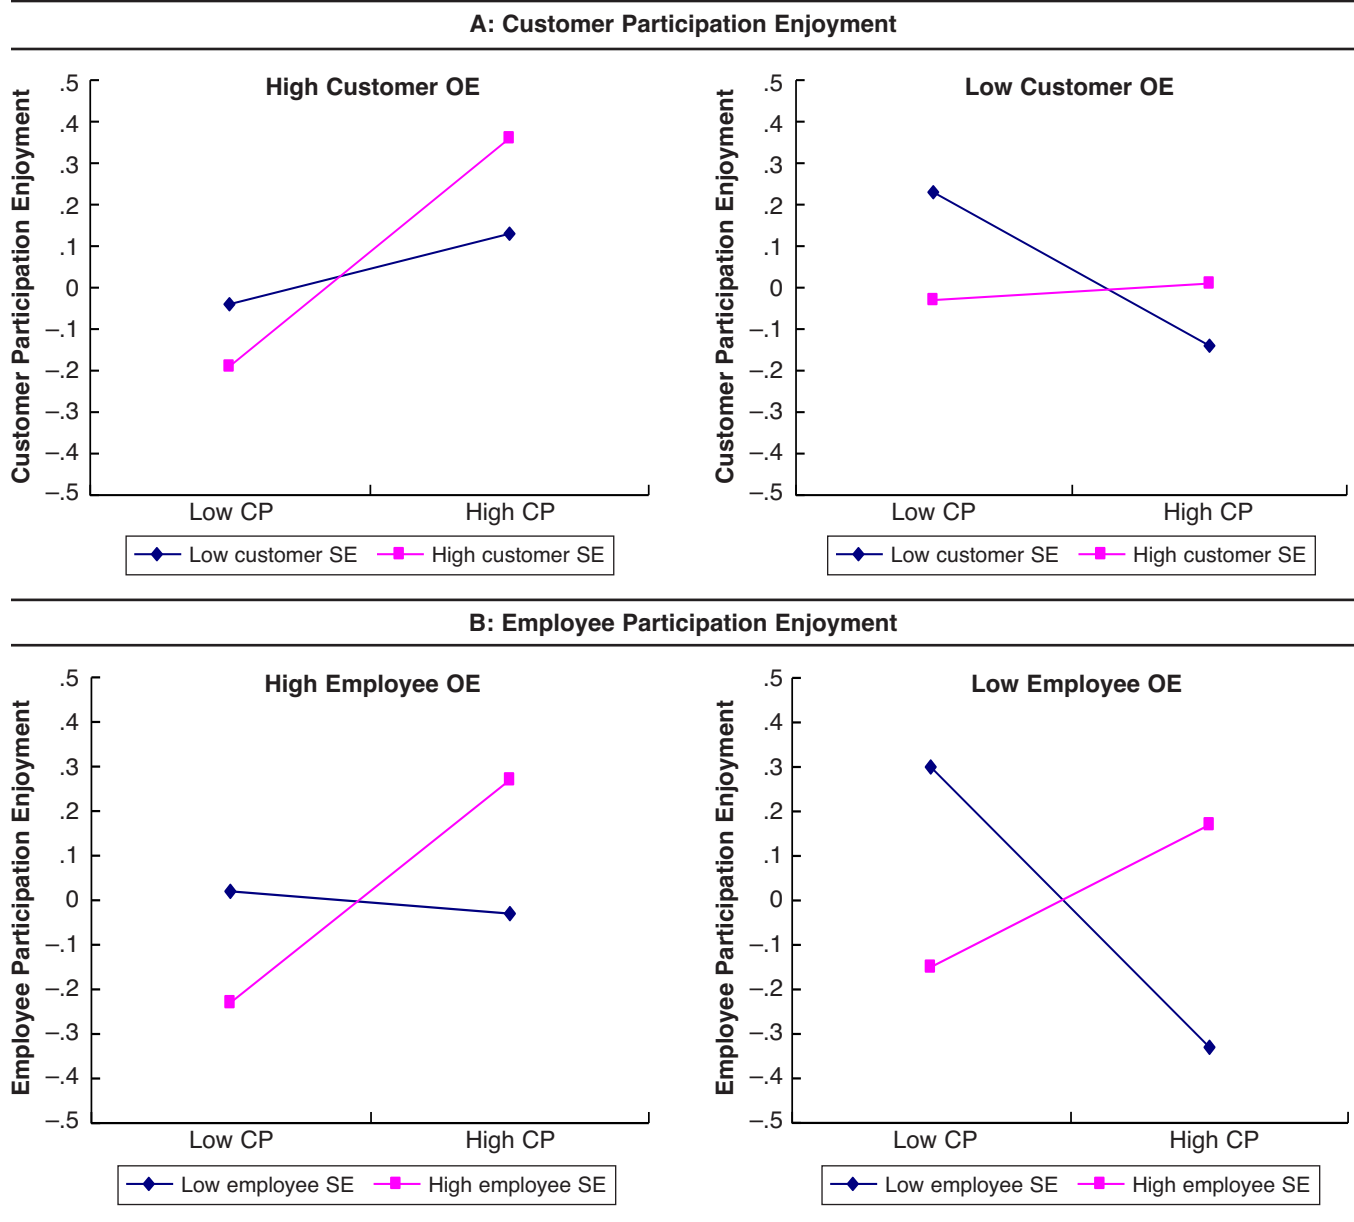 A: Customer Participation Enjoyment
High Customer OE
Customer Participation Enjoyment
.5
.4
.3
.2
.1
0
–.1
–.2
–.3
–.4
–.5
Low CP High CP
Low customer SE High customer SE
Low Customer OE
Customer Participation Enjoyment
.5
.4
.3
.2
.1
0
–.1
–.2
–.3
–.4
–.5
Low CP High CP
Low customer SE High customer SE
B: Employee Participation Enjoyment
High Employee OE
Employee Participation Enjoyment
.5
.4
.3
.2
.1
0
–.1
–.2
–.3
–.4
–.5
Low CP High CP
Low employee SE High employee SE
Low Employee OE
Employee Participation Enjoyment
.5
.4
.3
.2
.1
0
–.1
–.2
–.3
–.4
–.5
Low CP High CP
Low employee SE High employee SE